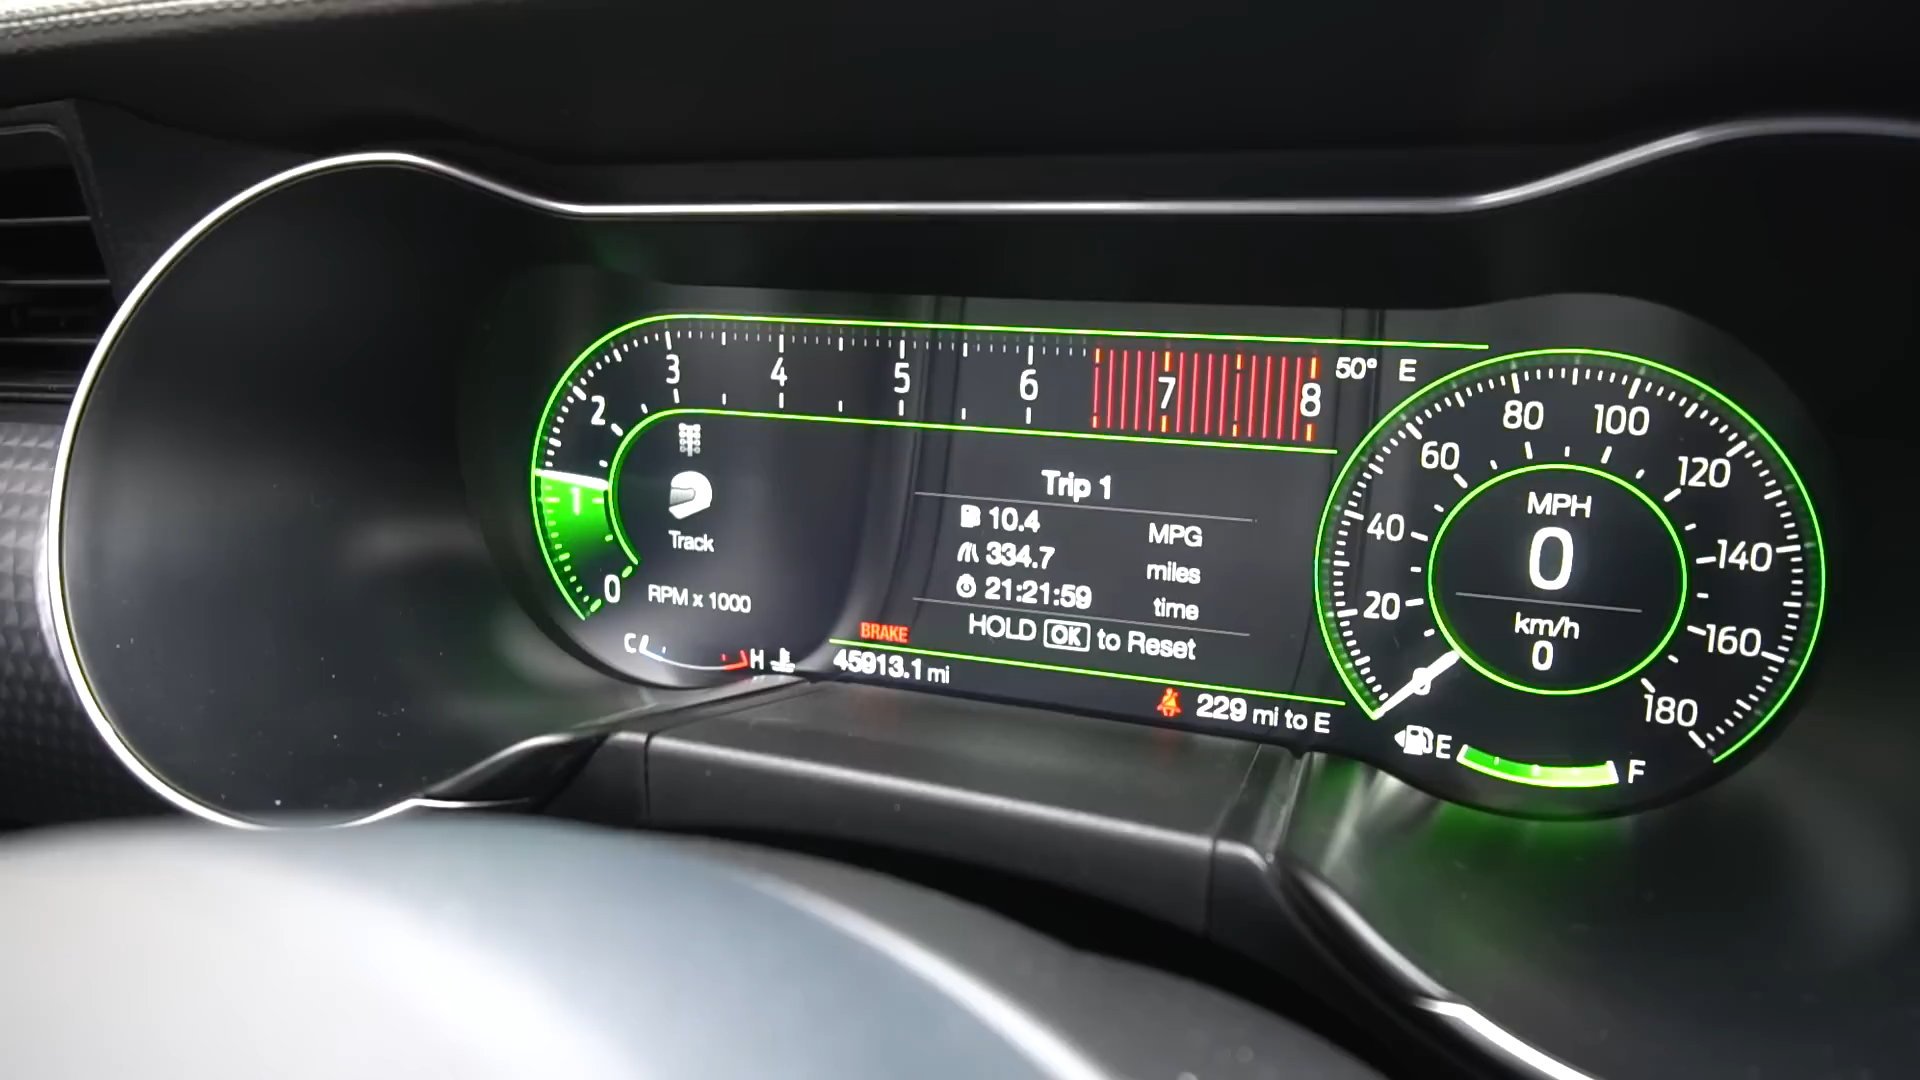 3 4 5 6 7 8
50° E
2
1
0
Track
RPM x 1000
C H
Trip 1
10.4 MPG
334.7 miles
21:21:59 time
HOLD OK to Reset
BRAKE
45913.1 mi
229 mi to E
80 100
60 120
40 140
20 160
0 180
MPH
0
km/h
0
E F